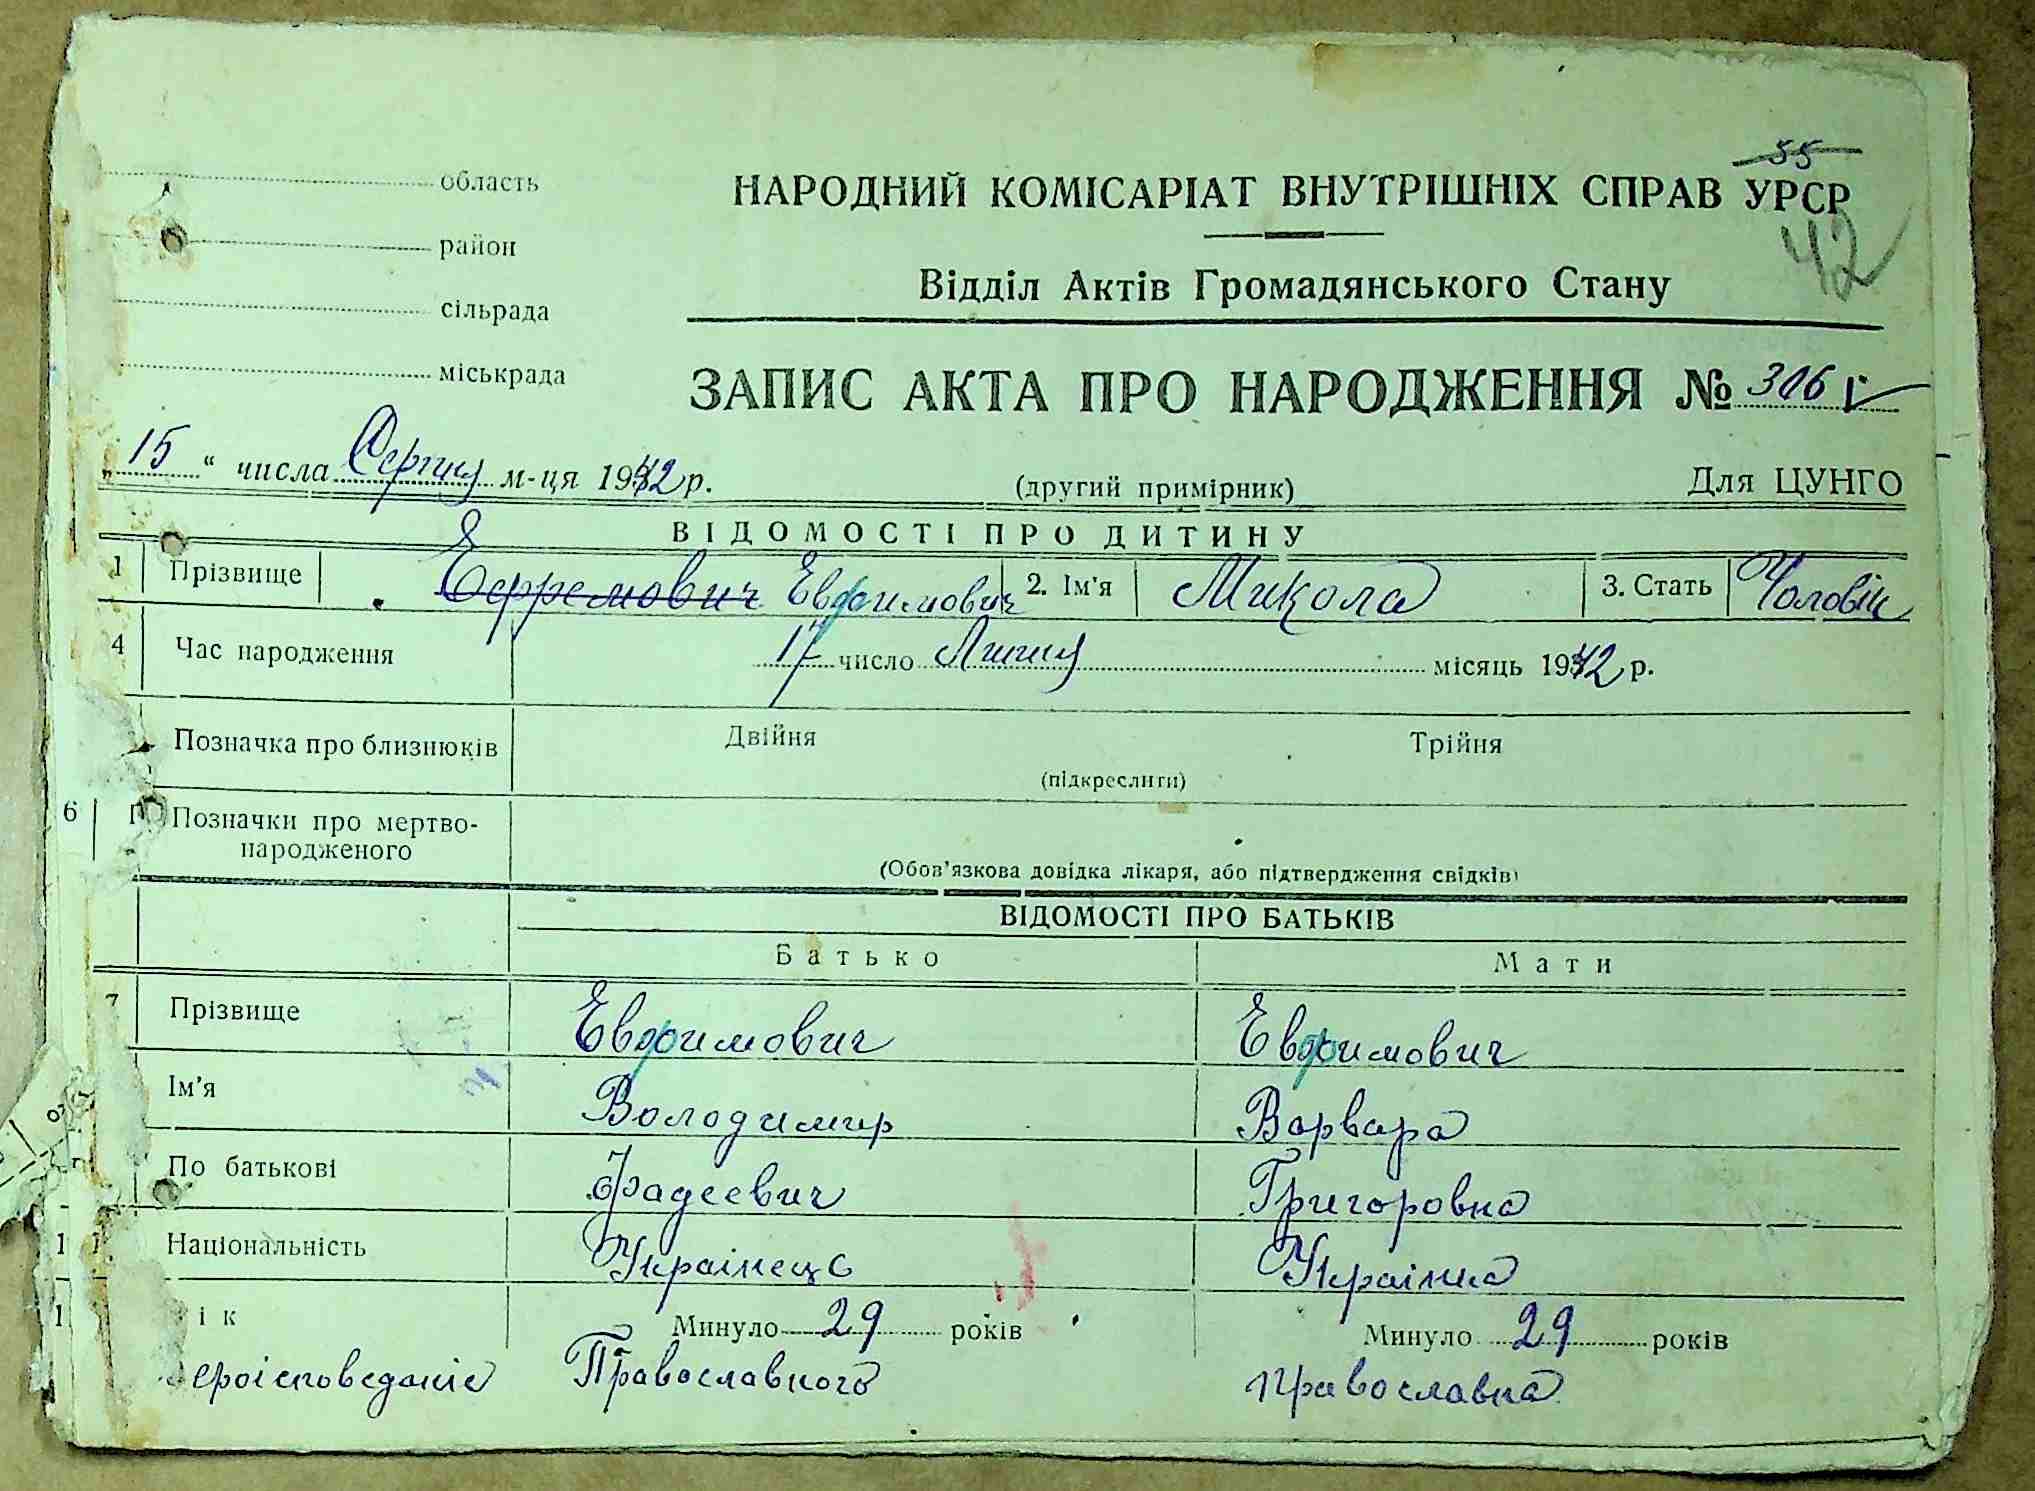 55
область
НАРОДНИЙ КОМІСАРІАТ ВНУТРІШНІХ СПРАВ УРСР
район
42
сільрада
Відділ Актів Громадянського Стану
міськрада
ЗАПИС АКТА ПРО НАРОДЖЕННЯ № 306
„15“ числа Серпня м-ця 1942 р.
(другий примірник)
Для ЦУНГО
ВІДОМОСТІ ПРО ДИТИНУ
1 Прізвище Єфремович Евфимович 2. Ім'я Микола 3. Стать Чоловік
4 Час народження 17 число Липня місяць 1942 р.
Позначка про близнюків Двійня Трійня
(підкреслити)
6 Позначки про мертво-
народженого
(Обов'язкова довідка лікаря, або підтвердження свідків)
ВІДОМОСТІ ПРО БАТЬКІВ
Батько Мати
7 Прізвище Евфимович Евфимович
Ім'я Володимир Варвара
По батькові Фадеевич Григоровна
1 Національність Українець Українка
1 ік Минуло 29 років Минуло 29 років
ероісповеданіе Православного православна